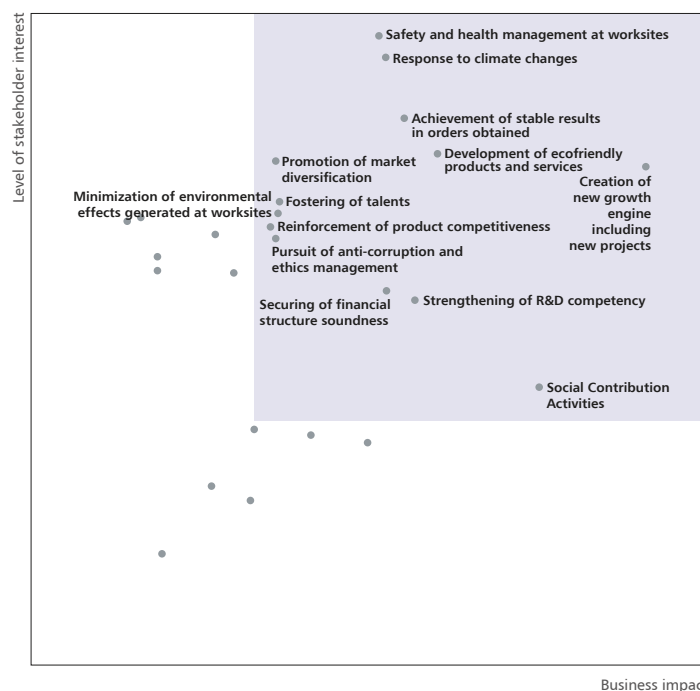 Level of stakeholder interest
Safety and health management at worksites
Response to climate changes
Achievement of stable results
in orders obtained
Development of ecofriendly
products and services
Promotion of market
diversification
Creation of
new growth
engine
including
new projects
Minimization of environmental
effects generated at worksites
Fostering of talents
Reinforcement of product competitiveness
Pursuit of anti-corruption and
ethics management
Securing of financial
structure soundness
Strengthening of R&D competency
Social Contribution
Activities
Business impac